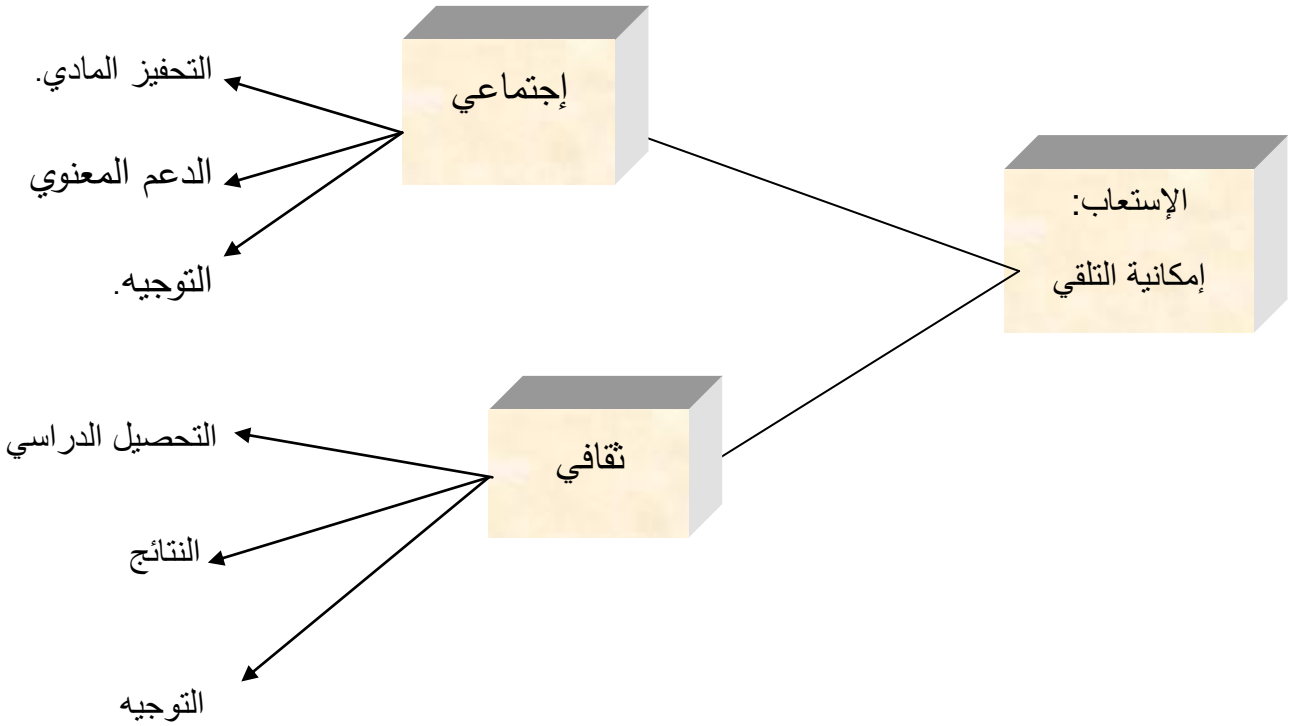 الإستعاب:
إمكانية التلقي
إجتماعي
التحفيز المادي.
الدعم المعنوي
التوجيه.
ثقافي
التحصيل الدراسي
النتائج
التوجيه